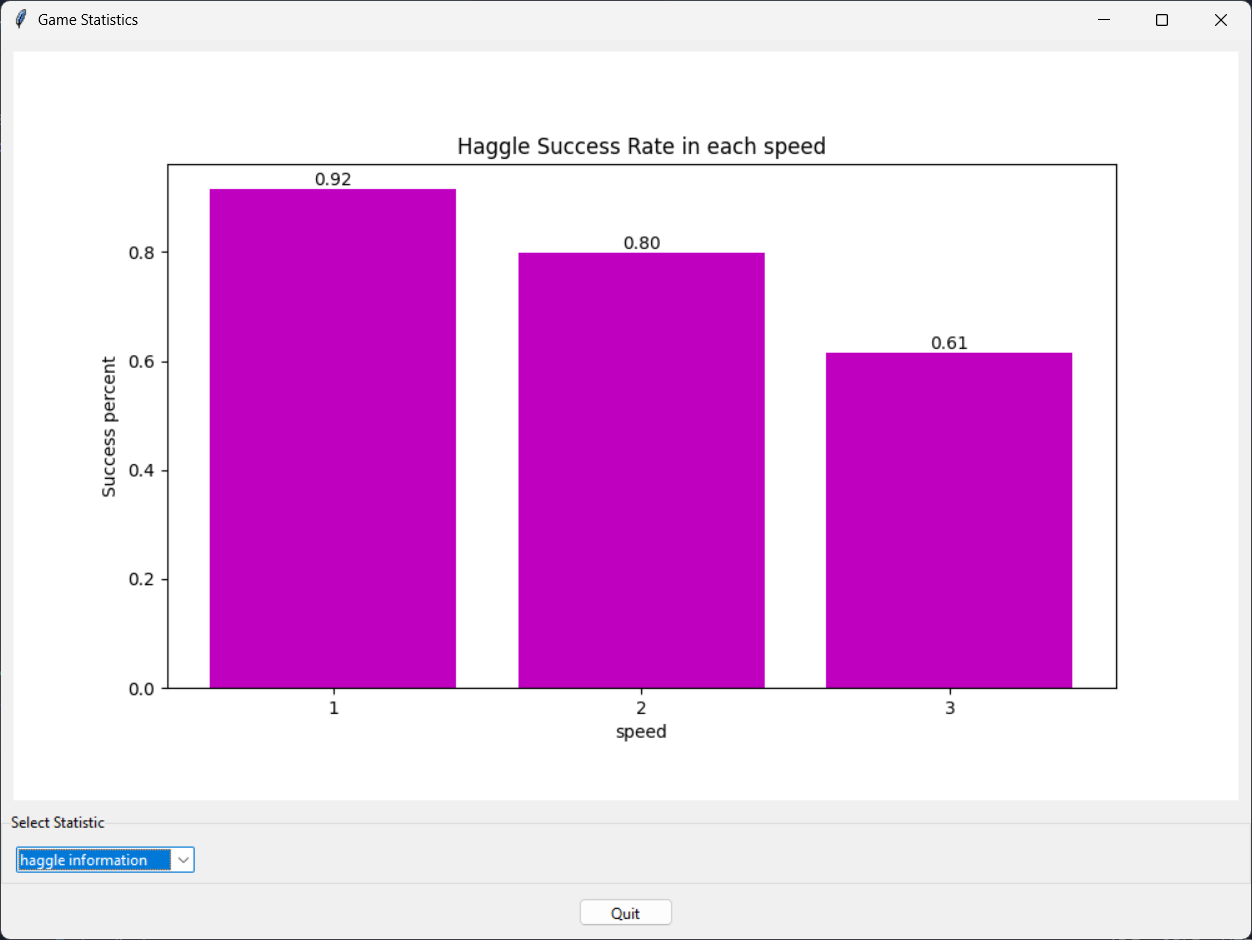 Game Statistics
Haggle Success Rate in each speed
0.92
0.80
0.61
0.8
0.6
0.4
0.2
0.0
Success percent
1 2 3
speed
Select Statistic
haggle information
Quit